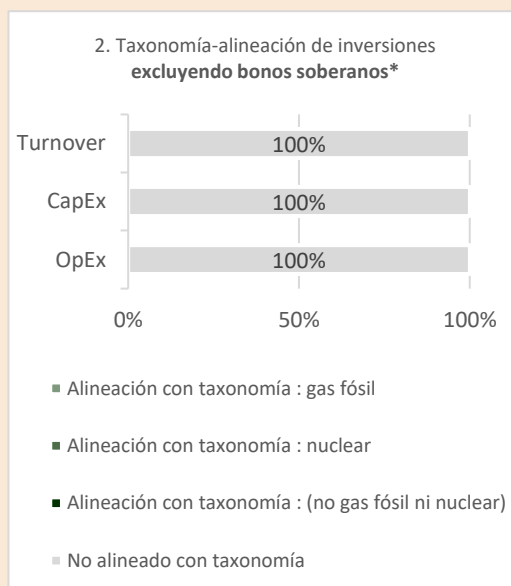 2. Taxonomía-alineación de inversiones
excluyendo bonos soberanos*
Turnover 100%
CapEx 100%
OpEx 100%
0% 50% 100%
Alineación con taxonomía : gas fósil
Alineación con taxonomía : nuclear
Alineación con taxonomía : (no gas fósil ni nuclear)
No alineado con taxonomía